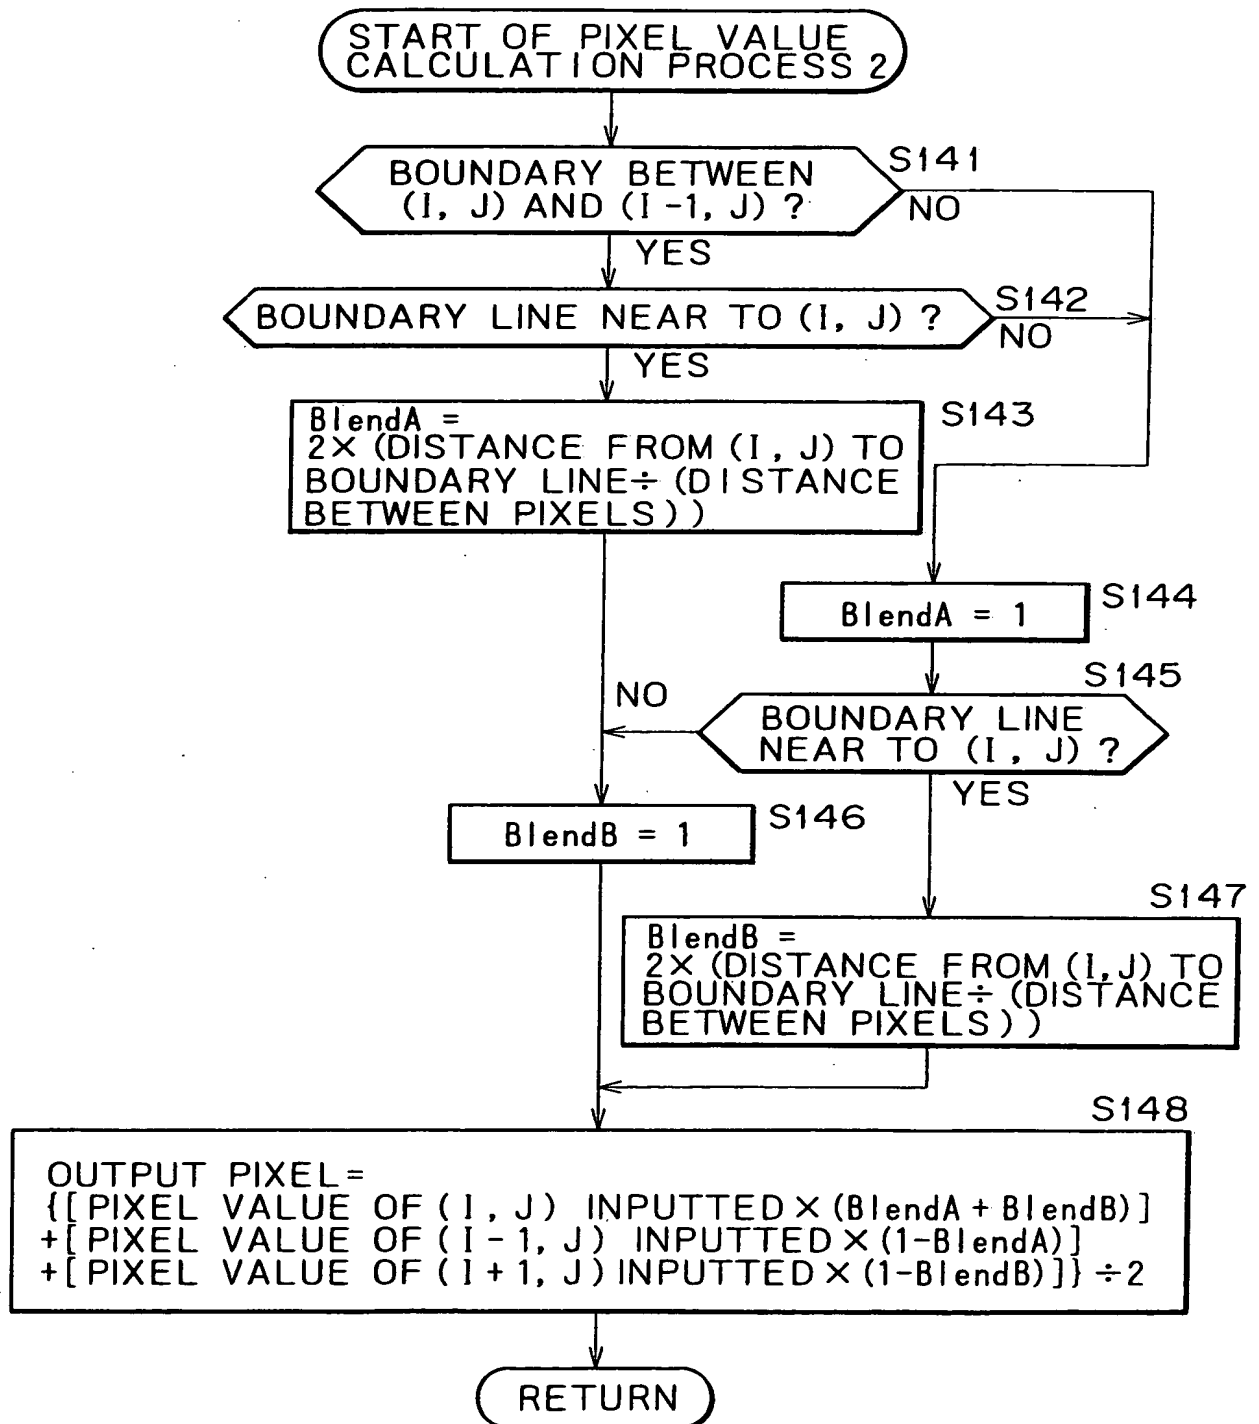 START OF PIXEL VALUE
CALCULATION PROCESS 2
BOUNDARY BETWEEN
(I, J) AND (I-1, J) ?
S141
NO
YES
BOUNDARY LINE NEAR TO (I, J) ?
S142
NO
YES
BlendA =
2× (DISTANCE FROM (I, J) TO
BOUNDARY LINE÷ (DISTANCE
BETWEEN PIXELS))
S143
BlendA = 1
S144
S145
NO
BOUNDARY LINE
NEAR TO (I, J) ?
YES
BlendB = 1
S146
S147
BlendB =
2× (DISTANCE FROM (I, J) TO
BOUNDARY LINE÷ (DISTANCE
BETWEEN PIXELS))
S148
OUTPUT PIXEL=
{[PIXEL VALUE OF (I, J) INPUTTED × (BlendA + BlendB)]
+[PIXEL VALUE OF (I-1, J) INPUTTED × (1-BlendA)]
+[PIXEL VALUE OF (I+1, J) INPUTTED × (1-BlendB)]} ÷2
RETURN